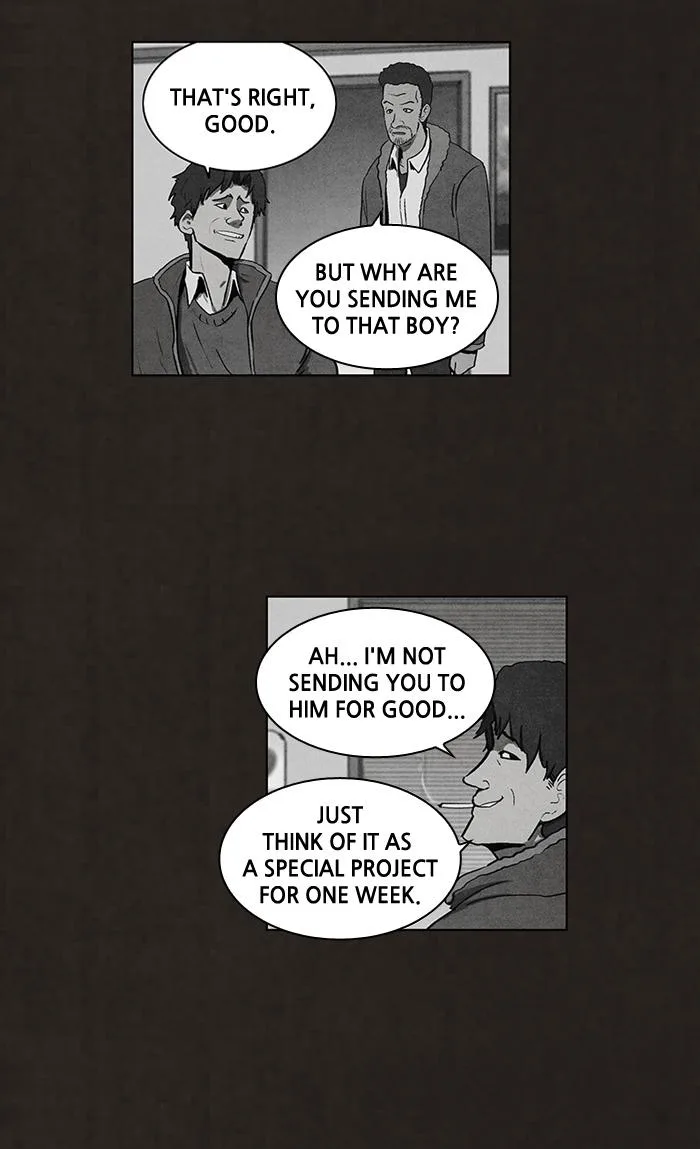 THAT'S RIGHT,
GOOD.
BUT WHY ARE
YOU SENDING ME
TO THAT BOY?
AH... I'M NOT
SENDING YOU TO
HIM FOR GOOD...
JUST
THINK OF IT AS
A SPECIAL PROJECT
FOR ONE WEEK.